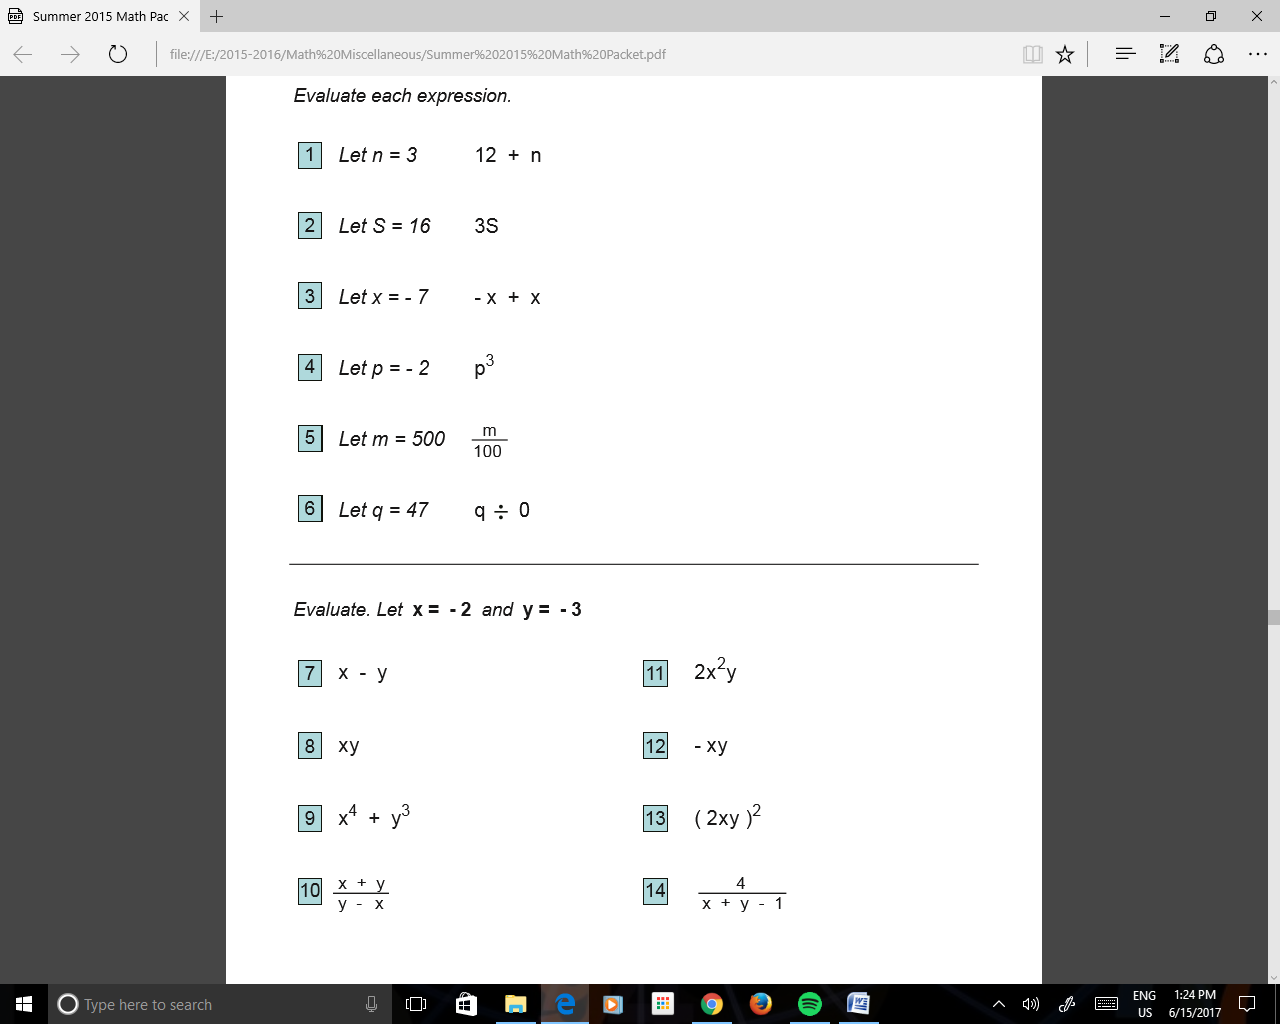 Summer 2015 Math Pac
file:///E:/2015-2016/Math%20Miscellaneous/Summer%202015%20Math%20Packet.pdf
Evaluate each expression.
1 Let n = 3 12 + n
2 Let S = 16 3S
3 Let x = - 7 - x + x
4 Let p = - 2 p³
5 Let m = 500 m/100
6 Let q = 47 q ÷ 0
Evaluate. Let x = - 2 and y = - 3
7 x - y
8 xy
9 x⁴ + y³
10 x + y / y - x
11 2x²y
12 - xy
13 ( 2xy )²
14 4 / x + y - 1
Type here to search
ENG
US
1:24 PM
6/15/2017